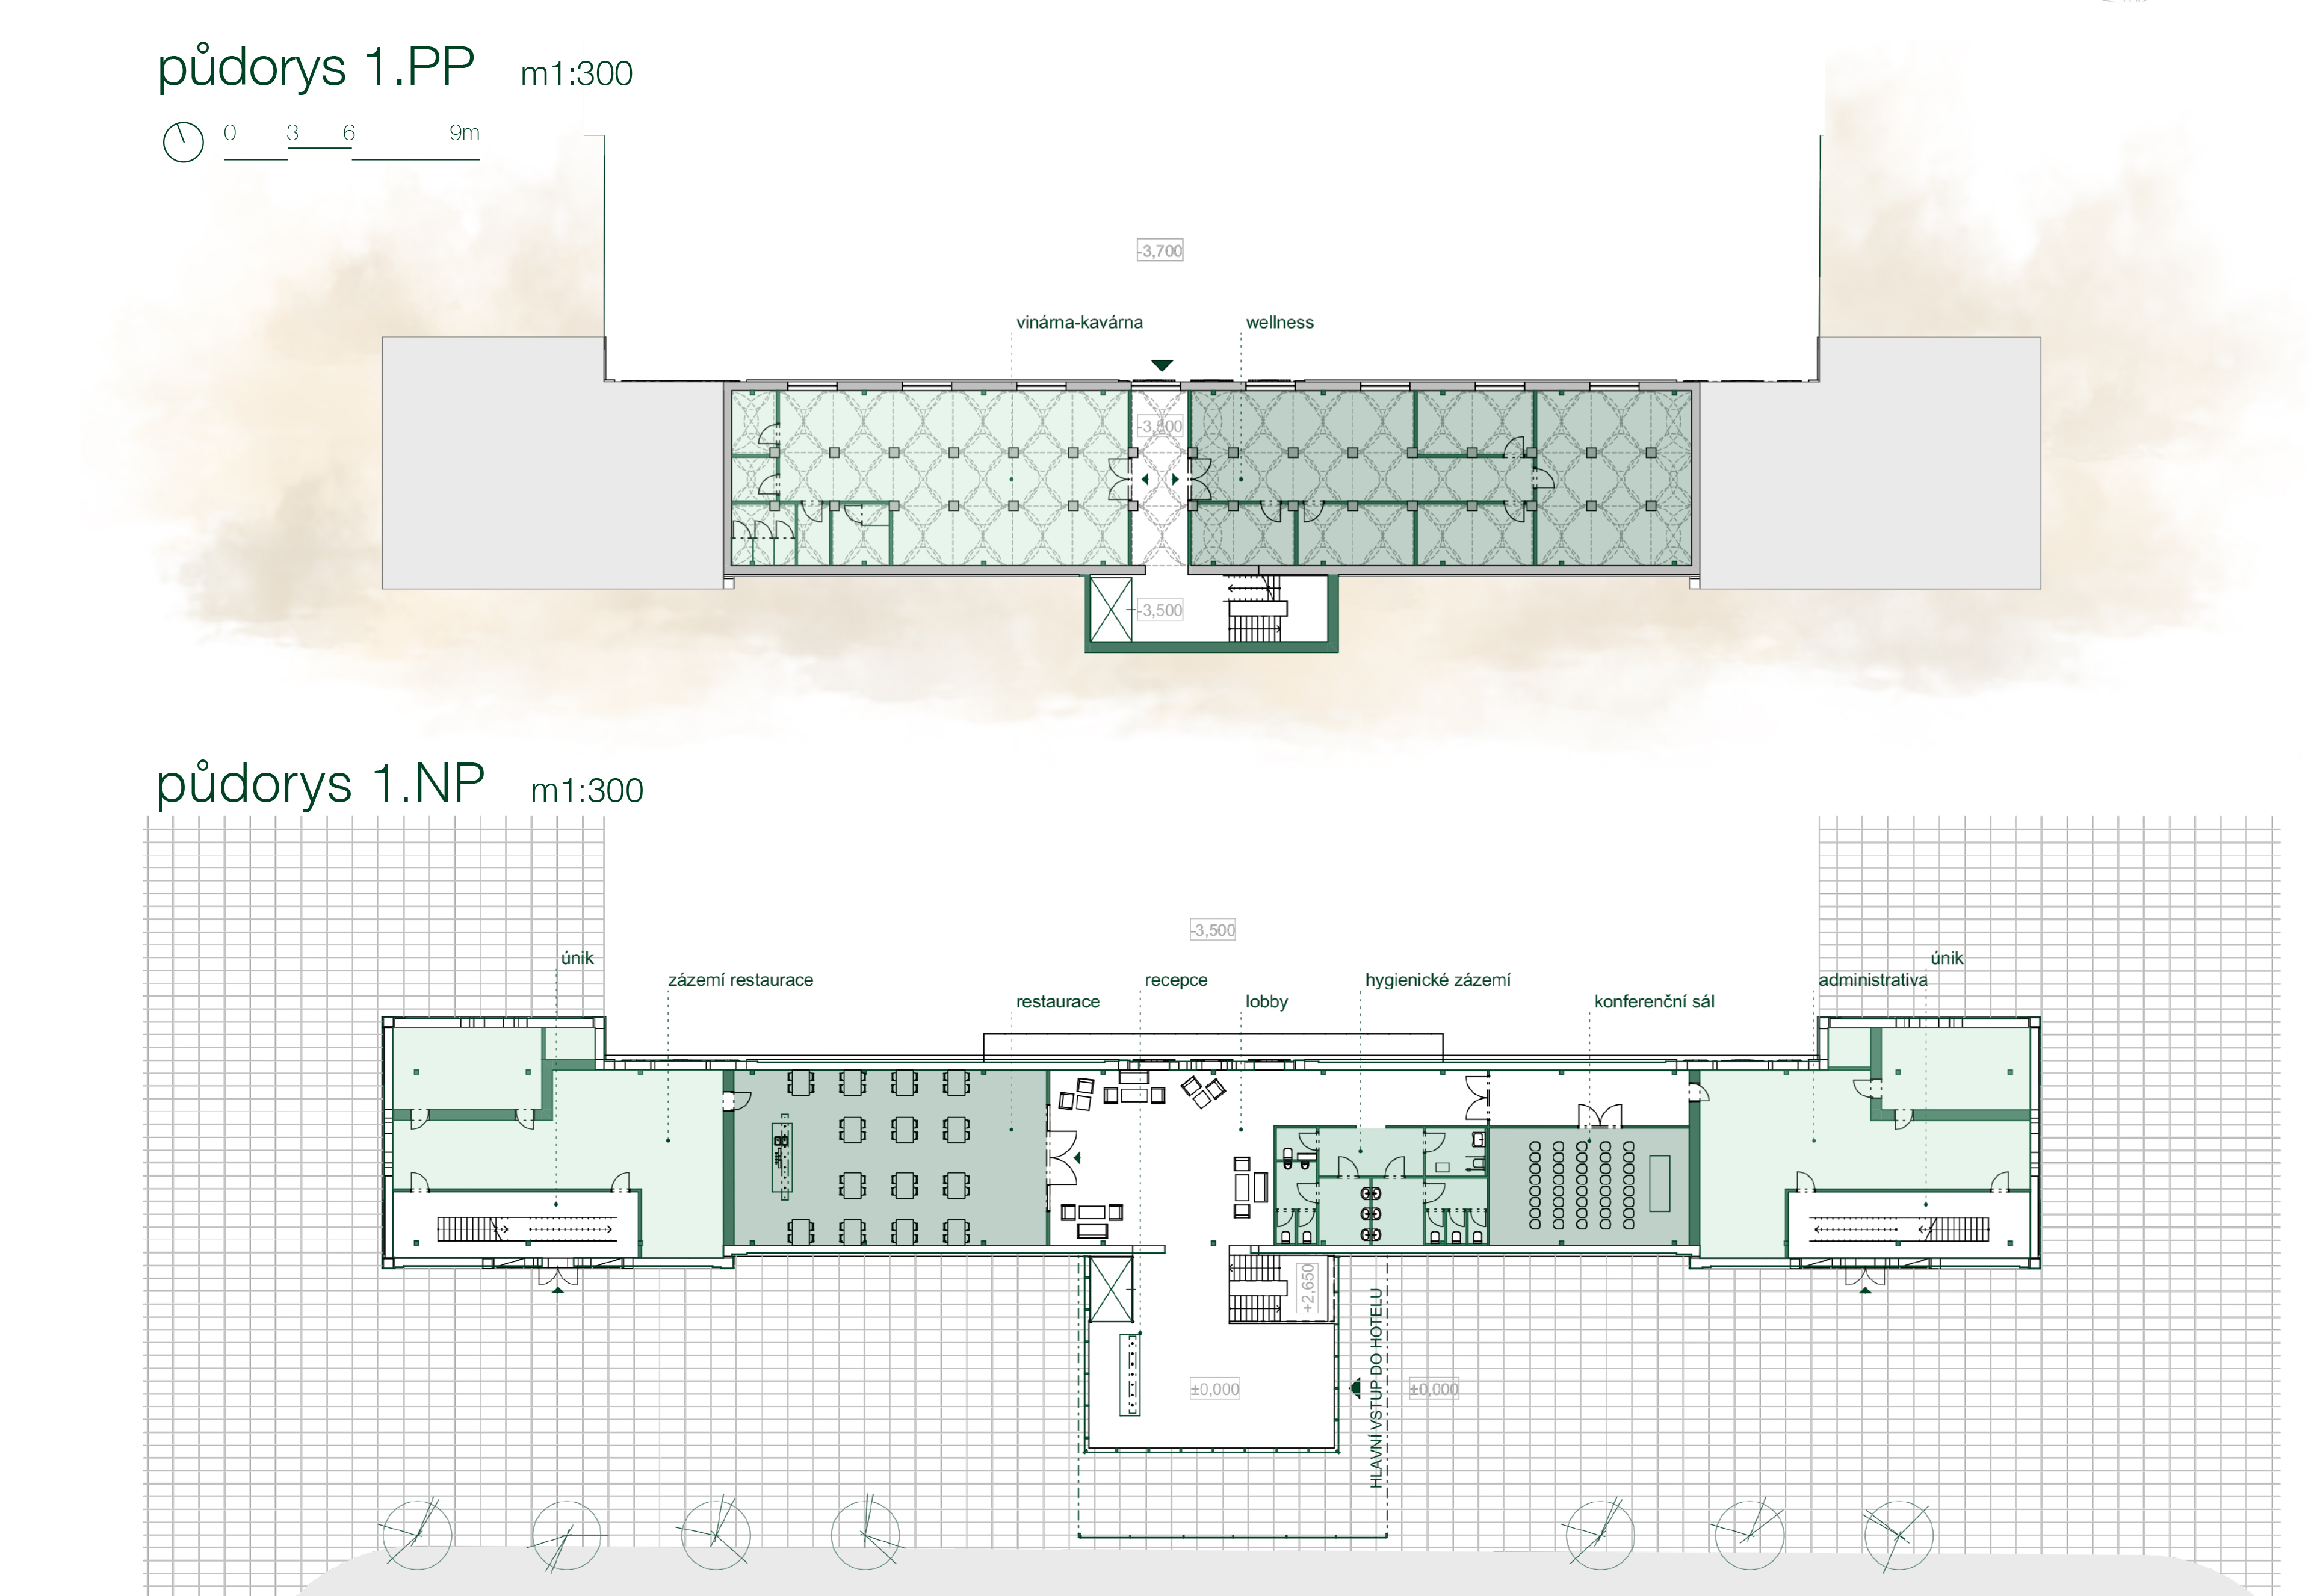 půdorys 1.PP m1:300
0 3 6 9m
-3,700
vinárna-kavárna wellness
-3,500
půdorys 1.NP m1:300
-3,500
únik únik
zázemí restaurace recepce hygienické zázemí administrativa
restaurace lobby konferenční sál
+2,650
HLAVNÍ VSTUP DO HOTELU
±0,000 ±0,000